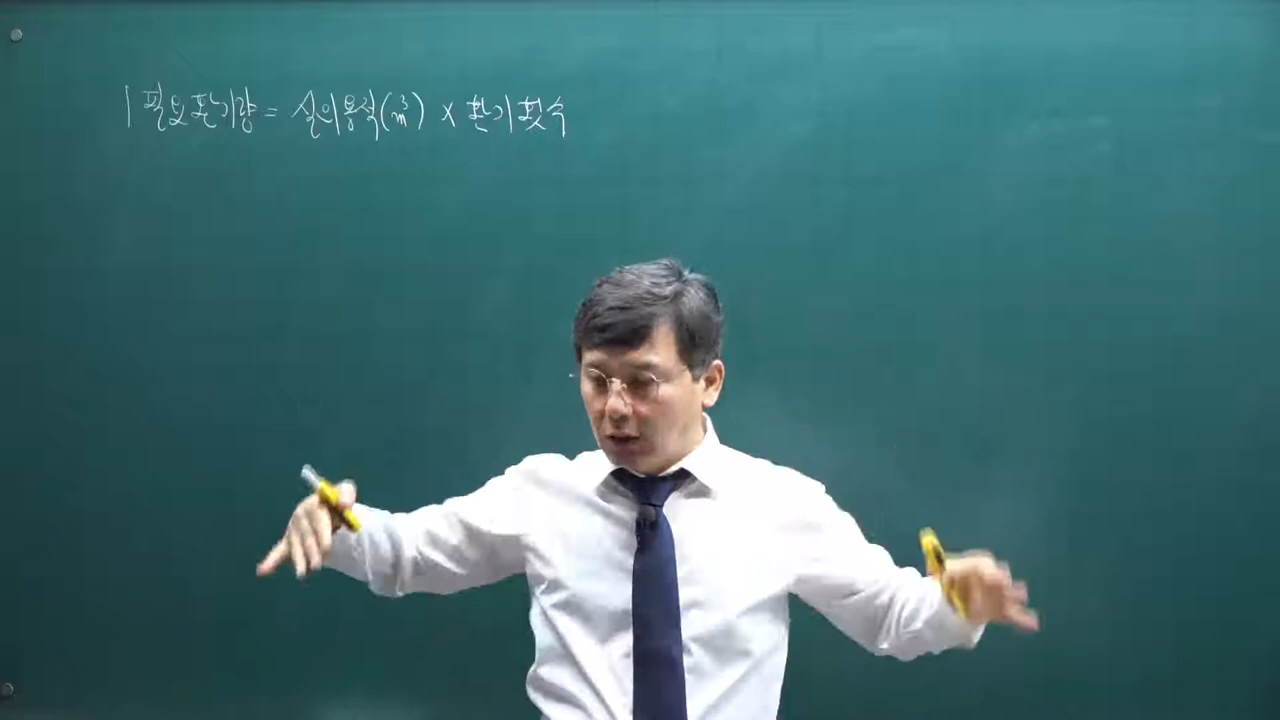 1 필요환기량 = 실의용적(m³) × 환기횟수